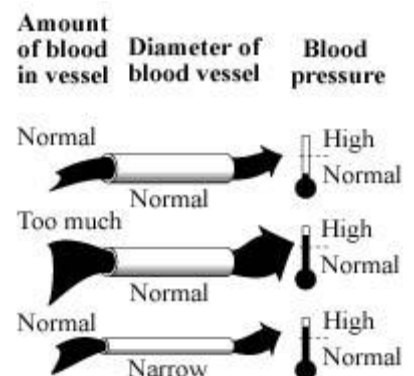 Amount
of blood
in vessel
Diameter of
blood vessel
Blood
pressure
Normal
Normal
High
Normal
Too much
Normal
High
Normal
Normal
Narrow
High
Normal